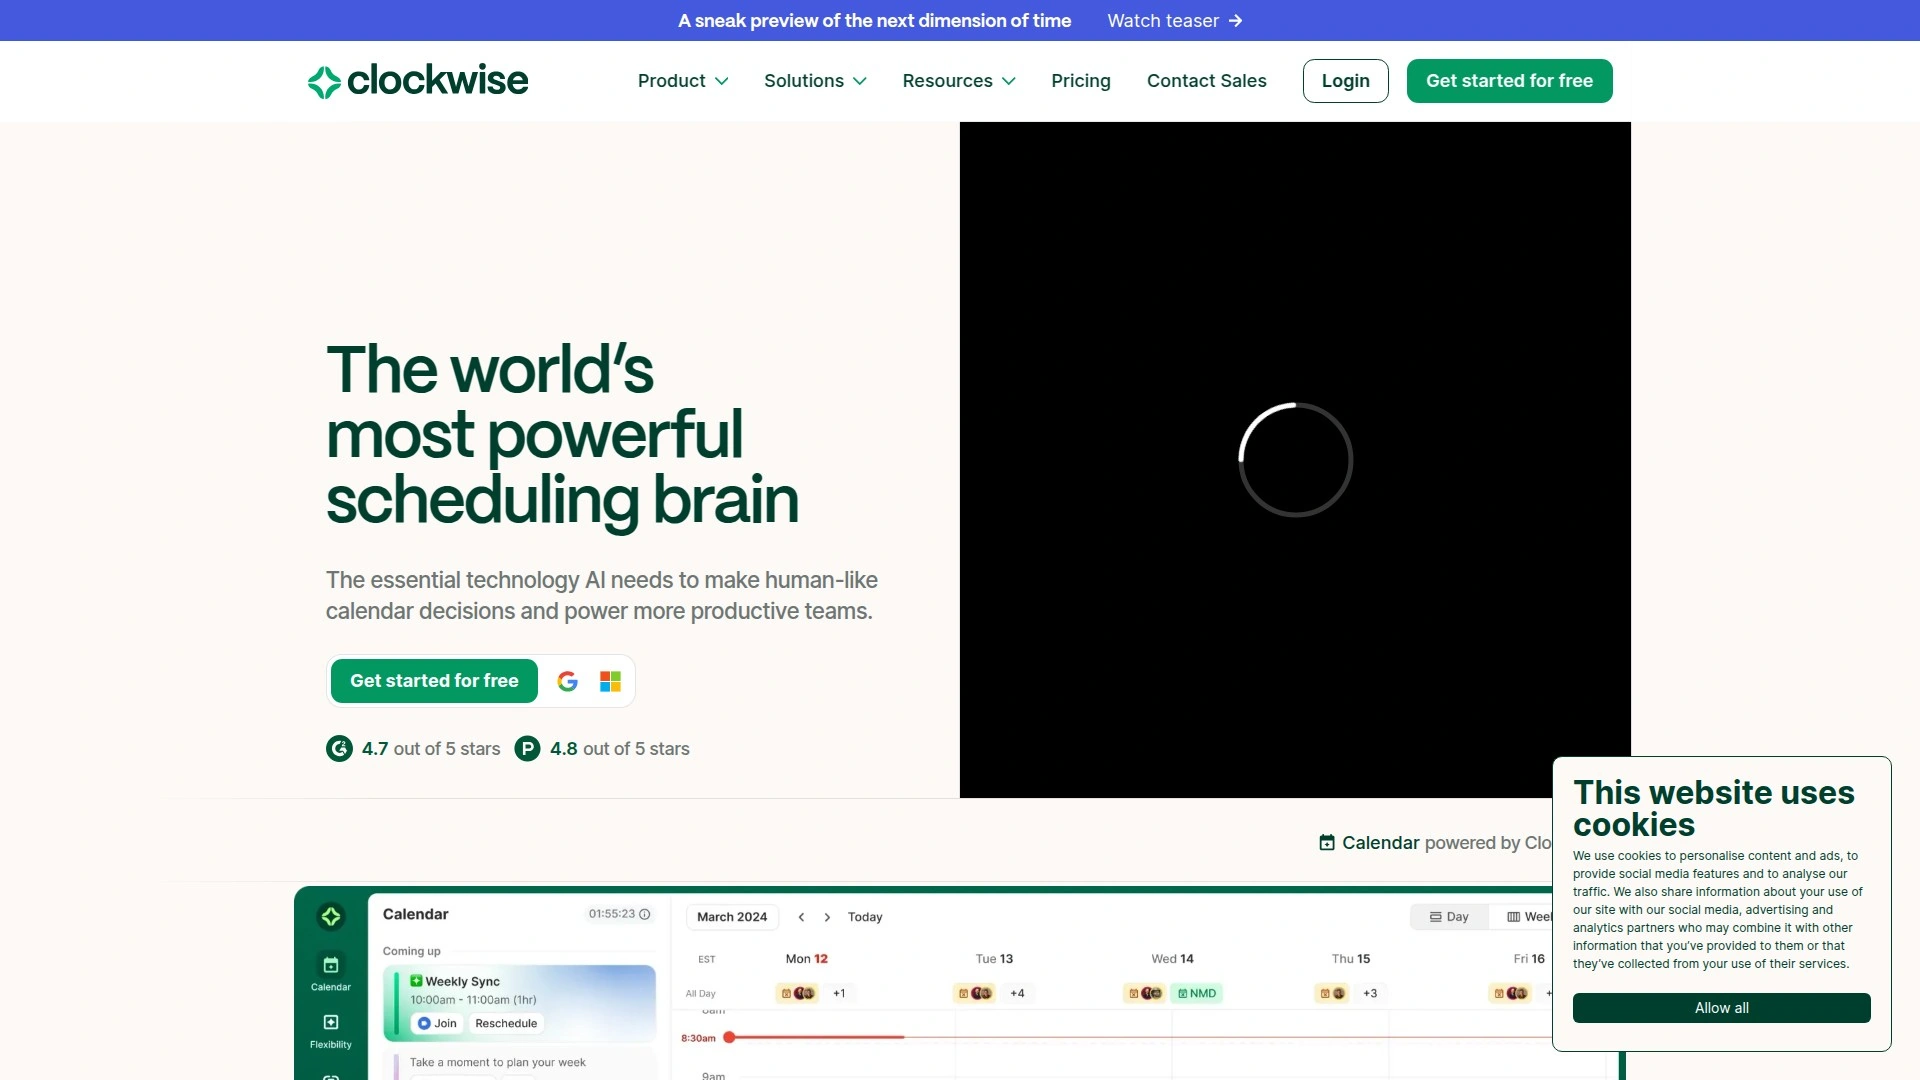 A sneak preview of the next dimension of time Watch teaser
clockwise
Product Solutions Resources Pricing Contact Sales Login Get started for free
The world’s
most powerful
scheduling brain
The essential technology AI needs to make human-like
calendar decisions and power more productive teams.
Get started for free
4.7 out of 5 stars 4.8 out of 5 stars
Calendar powered by Clo
This website uses
cookies
We use cookies to personalise content and ads, to
provide social media features and to analyse our
traffic. We also share information about your use of
our site with our social media, advertising and
analytics partners who may combine it with other
information that you’ve provided to them or that
they’ve collected from your use of their services.
Allow all
Calendar 01:55:23
Coming up
Weekly Sync
10:00am - 11:00am (1hr)
Join Reschedule
Take a moment to plan your week
Calendar
Flexibility
March 2024 Today Day
EST Mon 12 Tue 13 Wed 14 Thu 15 Fri 16
All Day +1 +4 NMD +3
8:30am
9am